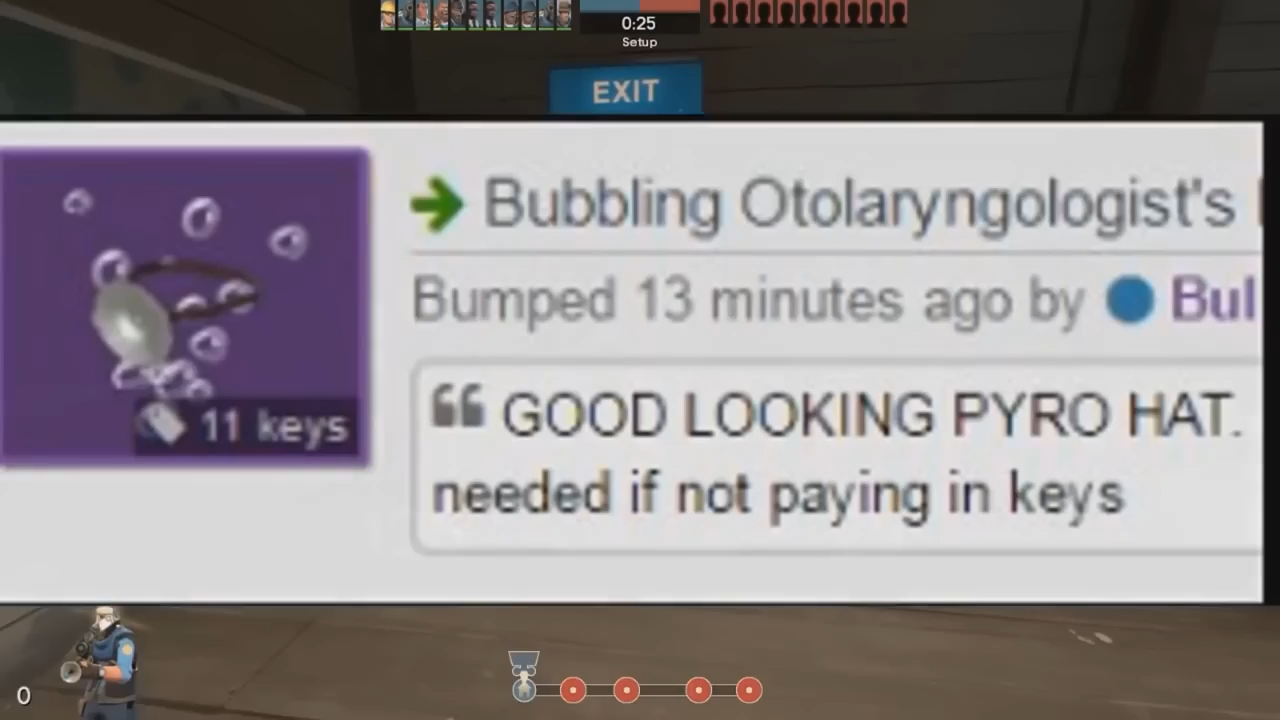 0:25
Setup
EXIT
Bubbling Otolaryngologist's
Bumped 13 minutes ago by Bul
11 keys
“ GOOD LOOKING PYRO HAT.
needed if not paying in keys
0